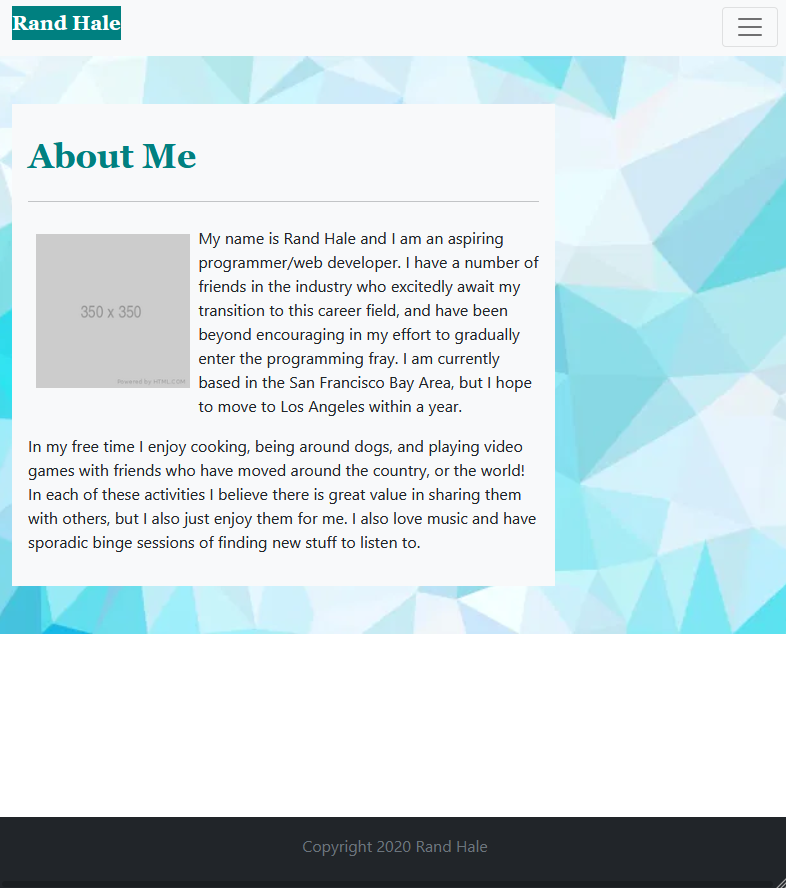 Rand Hale
About Me
350 x 350
Powered by HTML.COM
My name is Rand Hale and I am an aspiring
programmer/web developer. I have a number of
friends in the industry who excitedly await my
transition to this career field, and have been
beyond encouraging in my effort to gradually
enter the programming fray. I am currently
based in the San Francisco Bay Area, but I hope
to move to Los Angeles within a year.
In my free time I enjoy cooking, being around dogs, and playing video
games with friends who have moved around the country, or the world!
In each of these activities I believe there is great value in sharing them
with others, but I also just enjoy them for me. I also love music and have
sporadic binge sessions of finding new stuff to listen to.
Copyright 2020 Rand Hale